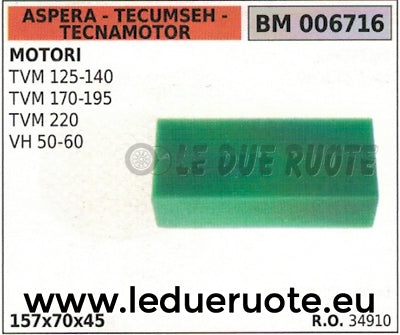 ASPERA - TECUMSEH -
TECNAMOTOR
BM 006716
MOTORI
TVM 125-140
TVM 170-195
TVM 220
VH 50-60
LE DUE RUOTE
157x70x45
R.O. 34910
www.ledueruote.eu